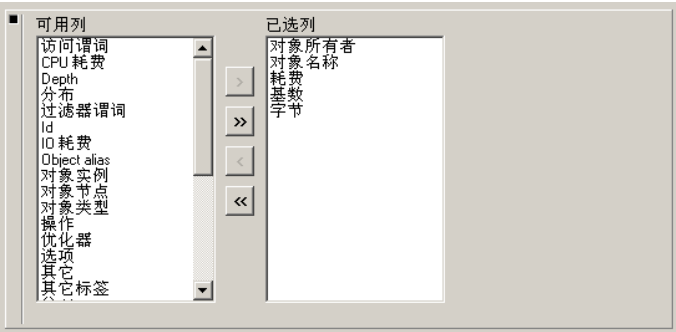 可用列
访问谓词
CPU 耗费
Depth
分布
过滤器谓词
Id
IO 耗费
Object alias
对象实例
对象节点
对象类型
操作
优化器
选项
其它
其它标签
>
>>
<
<<
已选列
对象所有者
对象名称
耗费
基数
字节